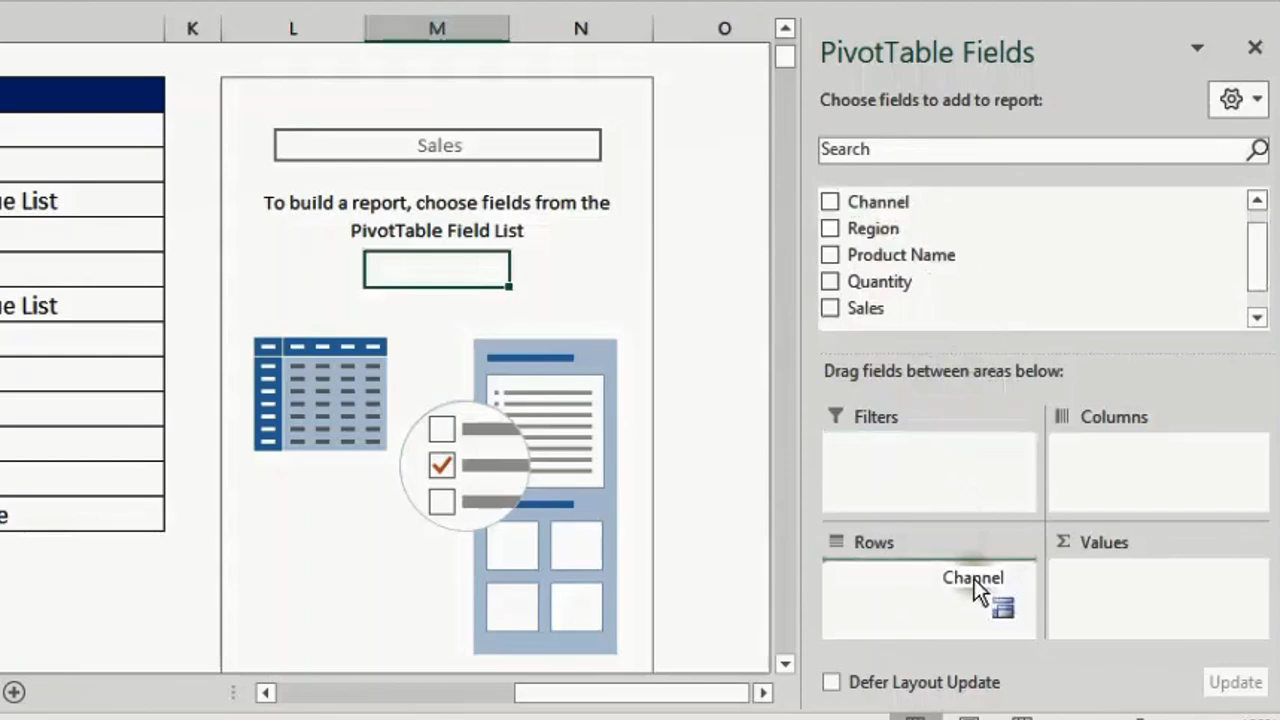 K L M N O
ue List
ue List
e
Sales
To build a report, choose fields from the
PivotTable Field List
PivotTable Fields
Choose fields to add to report:
Search
Channel
Region
Product Name
Quantity
Sales
Drag fields between areas below:
Filters
Columns
Rows
Σ Values
Channel
Defer Layout Update
Update